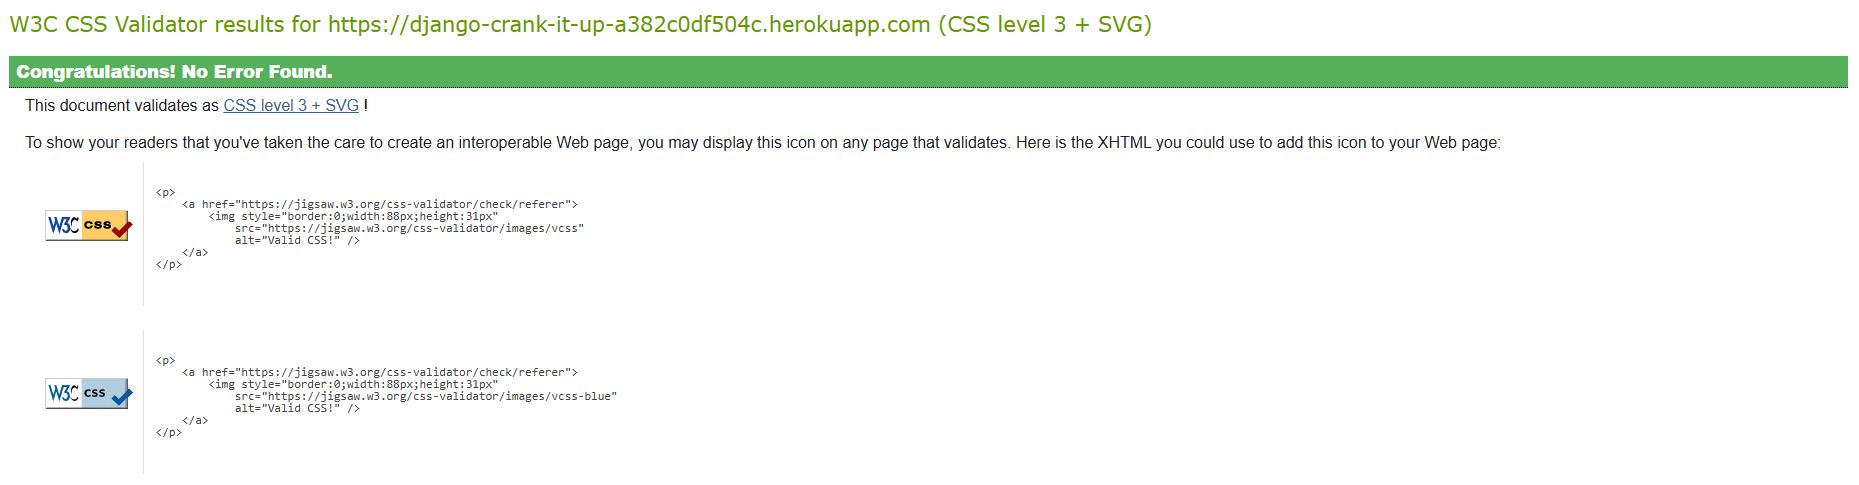 W3C CSS Validator results for https://django-crank-it-up-a382c0df504c.herokuapp.com (CSS level 3 + SVG)
Congratulations! No Error Found.
This document validates as CSS level 3 + SVG !
To show your readers that you've taken the care to create an interoperable Web page, you may display this icon on any page that validates. Here is the XHTML you could use to add this icon to your Web page:
W3C css
<p>
    <a href="https://jigsaw.w3.org/css-validator/check/referer">
        <img style="border:0;width:88px;height:31px"
            src="https://jigsaw.w3.org/css-validator/images/vcss"
            alt="Valid CSS!" />
    </a>
</p>
W3C css
<p>
    <a href="https://jigsaw.w3.org/css-validator/check/referer">
        <img style="border:0;width:88px;height:31px"
            src="https://jigsaw.w3.org/css-validator/images/vcss-blue"
            alt="Valid CSS!" />
    </a>
</p>